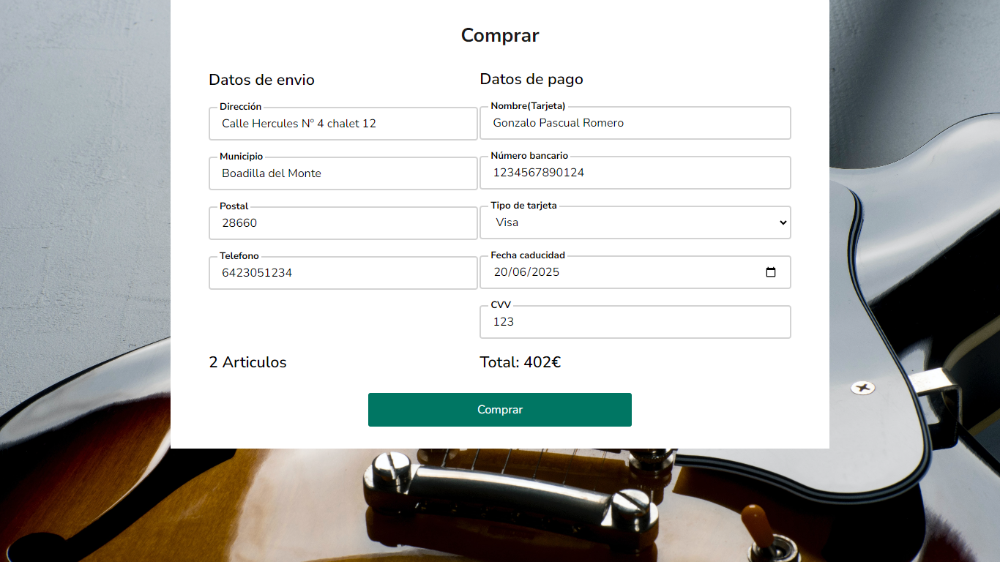 Comprar
Datos de envio
Dirección
Calle Hercules Nº 4 chalet 12
Municipio
Boadilla del Monte
Postal
28660
Telefono
6423051234
Datos de pago
Nombre(Tarjeta)
Gonzalo Pascual Romero
Número bancario
1234567890124
Tipo de tarjeta
Visa
Fecha caducidad
20/06/2025
CVV
123
2 Articulos
Total: 402€
Comprar